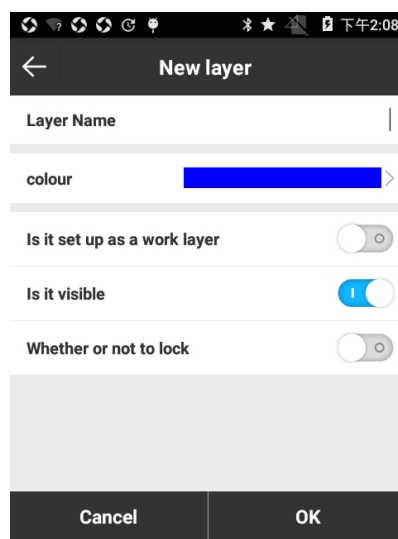 下午2:08
New layer
Layer Name
colour
Is it set up as a work layer
Is it visible
Whether or not to lock
Cancel OK